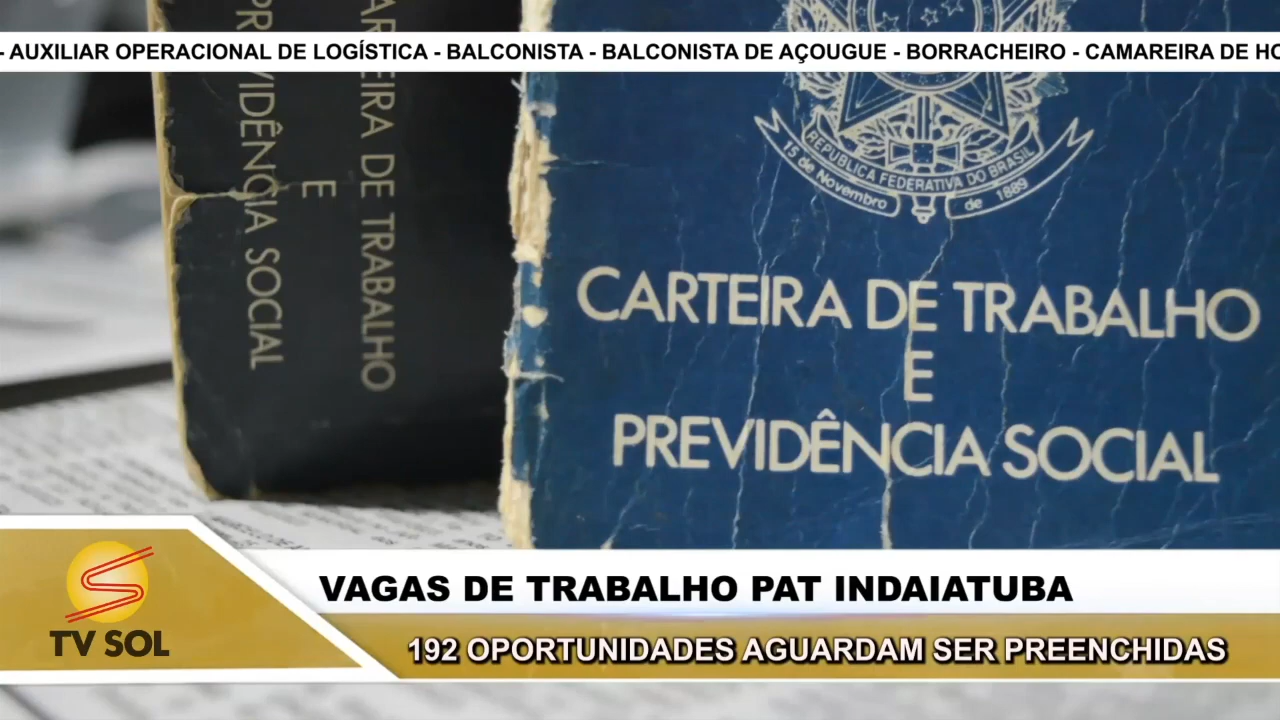 - AUXILIAR OPERACIONAL DE LOGÍSTICA - BALCONISTA - BALCONISTA DE AÇOUGUE - BORRACHEIRO - CAMAREIRA DE HO
REPÚBLICA FEDERATIVA DO BRASIL
15 de Novembro de 1889
EIRA DE TRABALHO
E
PREVIDÊNCIA SOCIAL
CARTEIRA DE TRABALHO
E
PREVIDÊNCIA SOCIAL
VAGAS DE TRABALHO PAT INDAIATUBA
192 OPORTUNIDADES AGUARDAM SER PREENCHIDAS
TV SOL